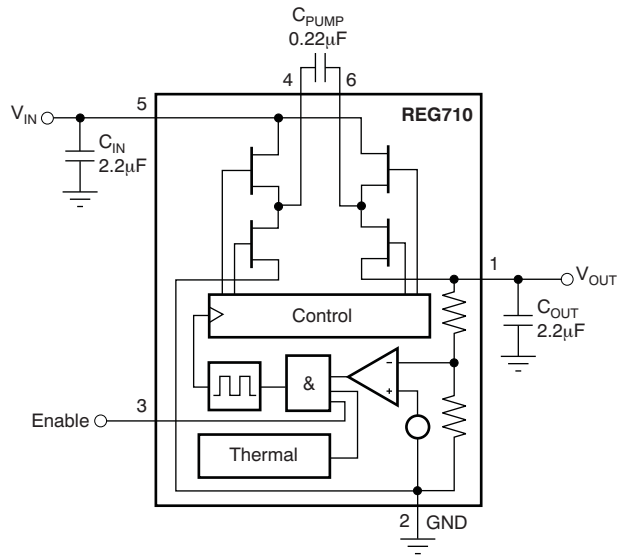 C_PUMP
0.22μF
4 6
V_IN
5
REG710
C_IN
2.2μF
1
V_OUT
Control
C_OUT
2.2μF
&
−
+
Enable
3
Thermal
2 GND